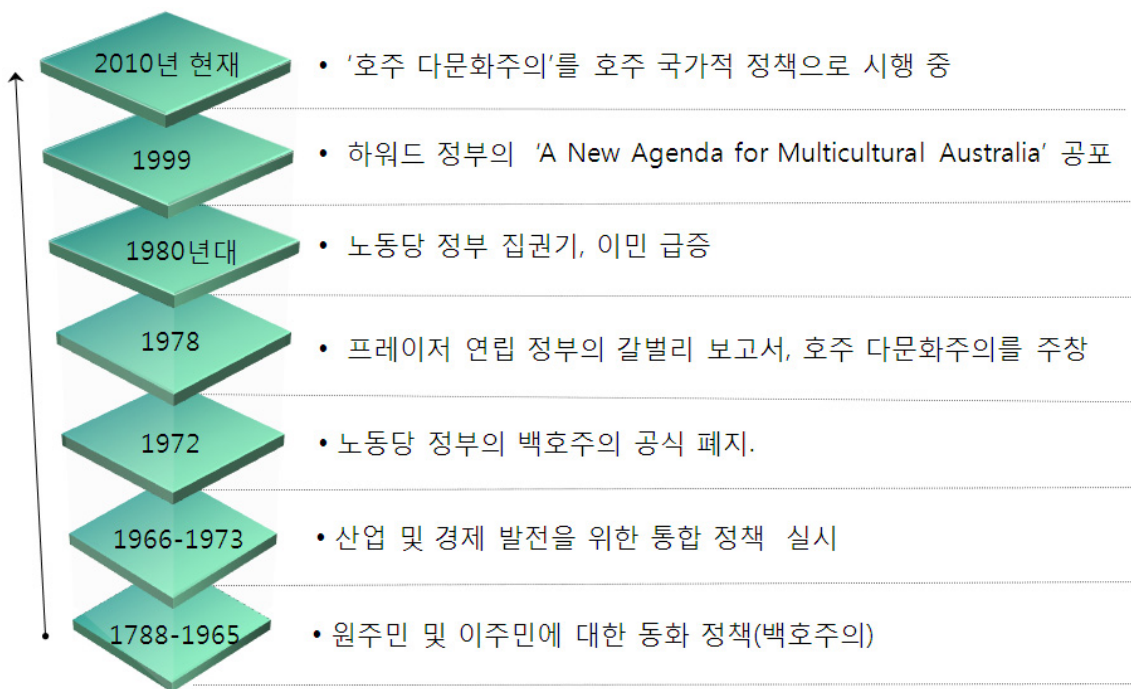 2010년 현재 • '호주 다문화주의'를 호주 국가적 정책으로 시행 중
1999 • 하워드 정부의 'A New Agenda for Multicultural Australia' 공포
1980년대 • 노동당 정부 집권기, 이민 급증
1978 • 프레이저 연립 정부의 갈벌리 보고서, 호주 다문화주의를 주창
1972 • 노동당 정부의 백호주의 공식 폐지.
1966-1973 • 산업 및 경제 발전을 위한 통합 정책 실시
1788-1965 • 원주민 및 이주민에 대한 동화 정책(백호주의)